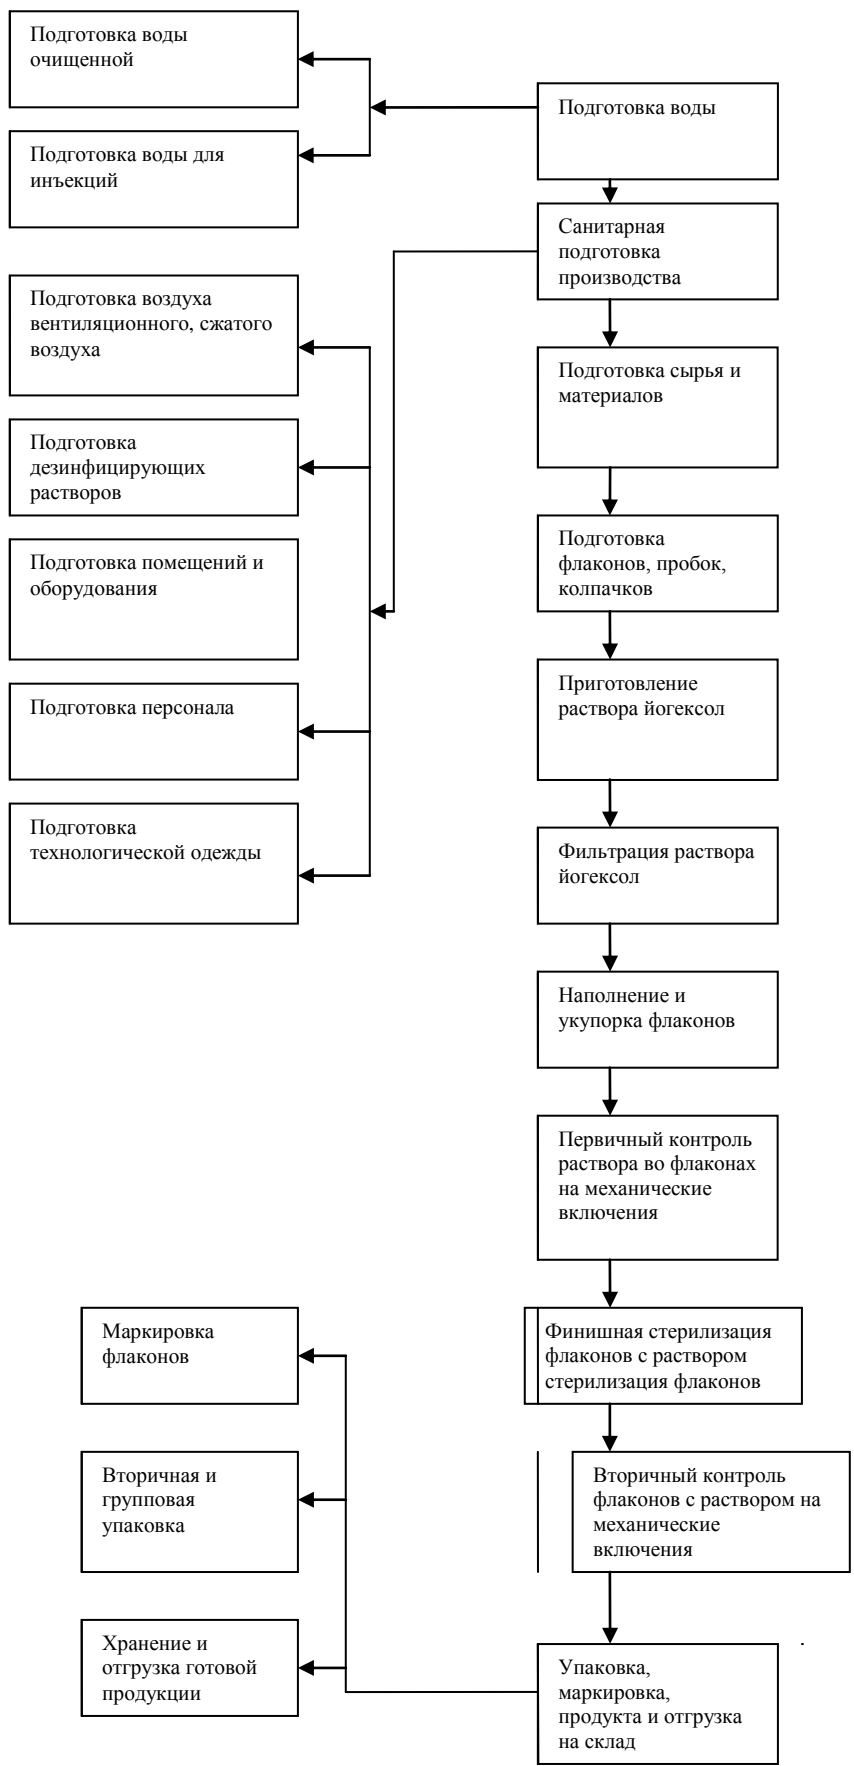 Подготовка воды
очищенной
Подготовка воды
Подготовка воды для
инъекций
Санитарная
подготовка
производства
Подготовка воздуха
вентиляционного, сжатого
воздуха
Подготовка сырья и
материалов
Подготовка
дезинфицирующих
растворов
Подготовка
флаконов, пробок,
колпачков
Подготовка помещений и
оборудования
Приготовление
раствора йогексол
Подготовка персонала
Подготовка
технологической одежды
Фильтрация раствора
йогексол
Наполнение и
укупорка флаконов
Первичный контроль
раствора во флаконах
на механические
включения
Маркировка
флаконов
Финишная стерилизация
флаконов с раствором
стерилизация флаконов
Вторичная и
групповая
упаковка
Вторичный контроль
флаконов с раствором на
механические
включения
Хранение и
отгрузка готовой
продукции
Упаковка,
маркировка,
продукта и отгрузка
на склад